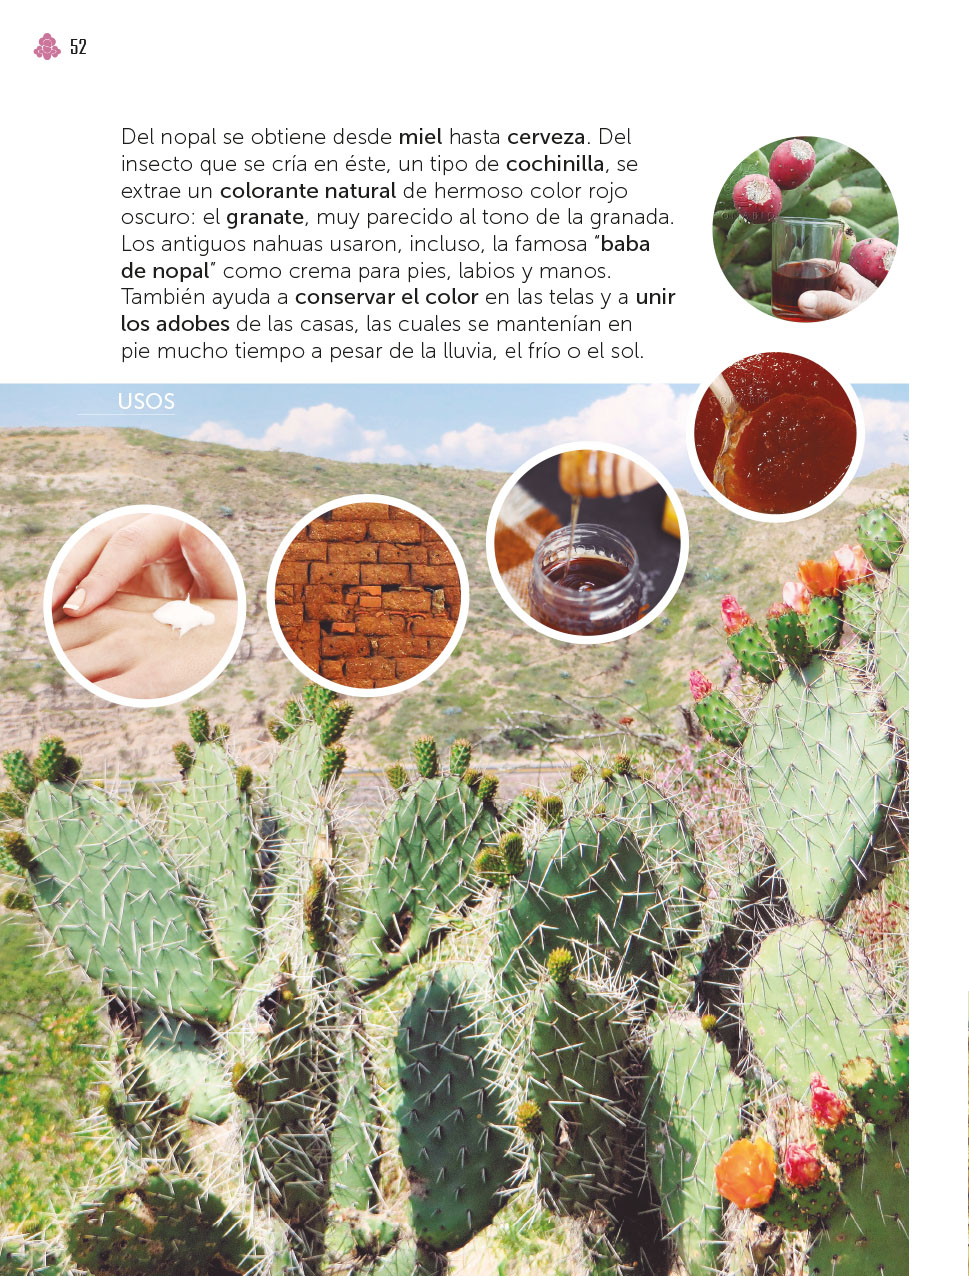 52
Del nopal se obtiene desde miel hasta cerveza. Del
insecto que se cría en éste, un tipo de cochinilla, se
extrae un colorante natural de hermoso color rojo
oscuro: el granate, muy parecido al tono de la granada.
Los antiguos nahuas usaron, incluso, la famosa “baba
de nopal” como crema para pies, labios y manos.
También ayuda a conservar el color en las telas y a unir
los adobes de las casas, las cuales se mantenían en
pie mucho tiempo a pesar de la lluvia, el frío o el sol.
USOS